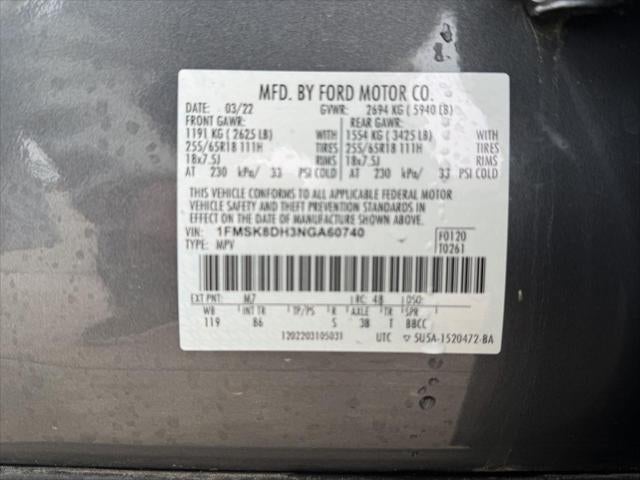 MFD. BY FORD MOTOR CO.
DATE: 03/22 GVWR: 2694 KG ( 5940 LB)
FRONT GAWR: REAR GAWR:
1191 KG ( 2625 LB) WITH 1554 KG ( 3425 LB) WITH
255/65R18 111H TIRES 255/65R18 111H TIRES
18x7.5J RIMS 18x7.5J RIMS
AT 230 kPa/ 33 PSI COLD AT 230 kPa/ 33 PSI COLD
THIS VEHICLE CONFORMS TO ALL APPLICABLE FEDERAL MOTOR
VEHICLE SAFETY AND THEFT PREVENTION STANDARDS IN
EFFECT ON THE DATE OF MANUFACTURE SHOWN ABOVE.
VIN: 1FMSK8DH3NGA60740 F0120
TYPE: MPV T0261
EXT PNT: M7 RC: 48 DSO:
WB INT TR TP/PS R AXLE TR SPR
119 86 S 3B T BBCC
1202203105031 UTC 5U5A-1520472-BA